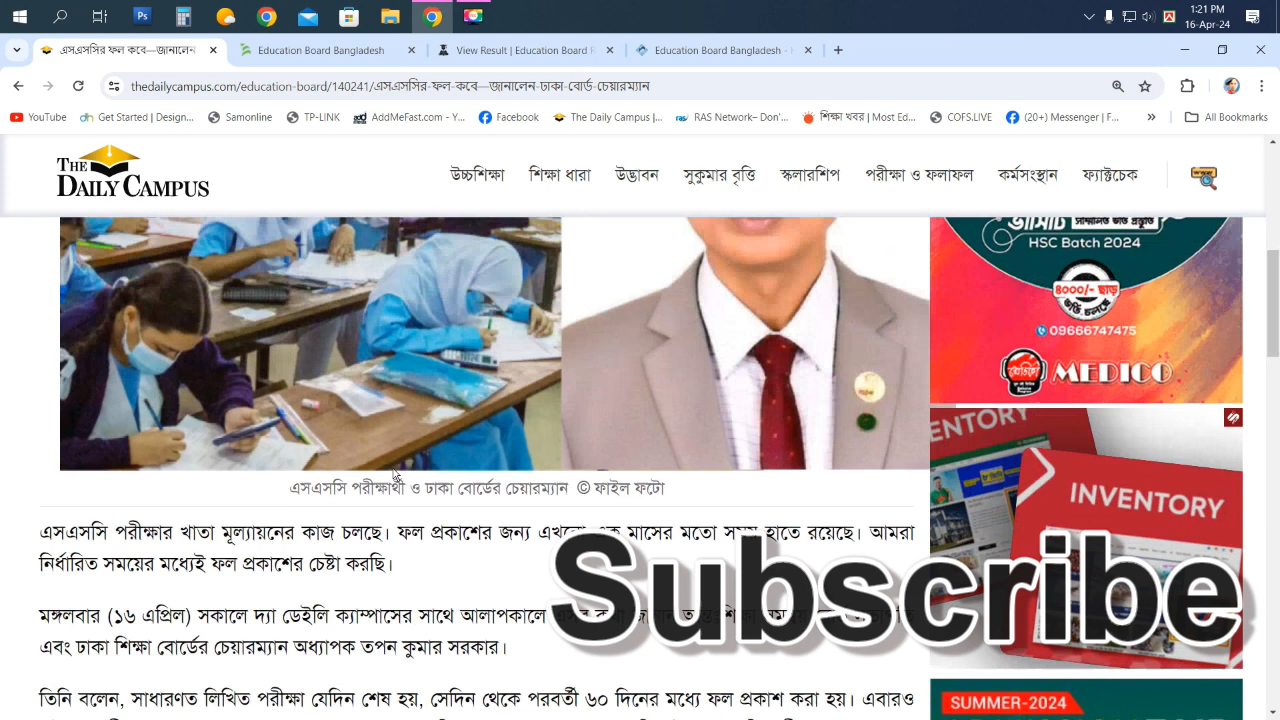 1:21 PM
16-Apr-24
এসএসসির ফল কবে—জানালেন
Education Board Bangladesh
View Result | Education Board R
Education Board Bangladesh -
thedailycampus.com/education-board/140241/এসএসসির-ফল-কবে—জানালেন-ঢাকা-বোর্ড-চেয়ারম্যান
YouTube
Get Started | Design...
Samonline
TP-LINK
AddMeFast.com - Y...
Facebook
The Daily Campus |...
RAS Network– Don'...
শিক্ষা খবর | Most Ed...
COFS.LIVE
(20+) Messenger | F...
All Bookmarks
THE DAILY CAMPUS
উচ্চশিক্ষা
শিক্ষা ধারা
উদ্ভাবন
সুকুমার বৃত্তি
স্কলারশিপ
পরীক্ষা ও ফলাফল
কর্মসংস্থান
ফ্যাক্টচেক
HSC Batch 2024
৪০০০/- ছাড়
09666747475
MEDICO
INVENTORY
INVENTORY
এসএসসি পরীক্ষার্থী ও ঢাকা বোর্ডের চেয়ারম্যান © ফাইল ফটো
এসএসসি পরীক্ষার খাতা মূল্যায়নের কাজ চলছে। ফল প্রকাশের জন্য এখনো এক মাসের মতো সময় হাতে রয়েছে। আমরা
নির্ধারিত সময়ের মধ্যেই ফল প্রকাশের চেষ্টা করছি।
Subscribe
মঙ্গলবার (১৬ এপ্রিল) সকালে দ্যা ডেইলি ক্যাম্পাসের সাথে আলাপকালে
এবং ঢাকা শিক্ষা বোর্ডের চেয়ারম্যান অধ্যাপক তপন কুমার সরকার।
তিনি বলেন, সাধারণত লিখিত পরীক্ষা যেদিন শেষ হয়, সেদিন থেকে পরবর্তী ৬০ দিনের মধ্যে ফল প্রকাশ করা হয়। এবারও
SUMMER-2024